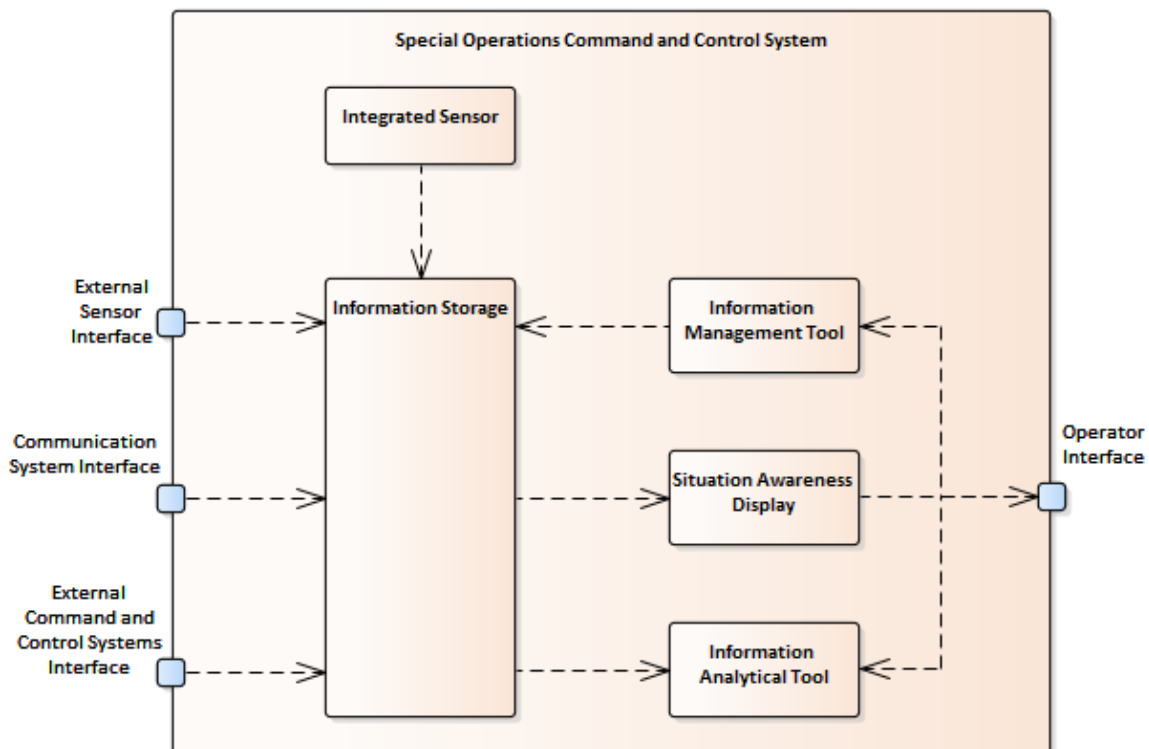 Special Operations Command and Control System
Integrated Sensor
External
Sensor
Interface
Information Storage
Information
Management Tool
Communication
System Interface
Situation Awareness
Display
Operator
Interface
External
Command and
Control Systems
Interface
Information
Analytical Tool